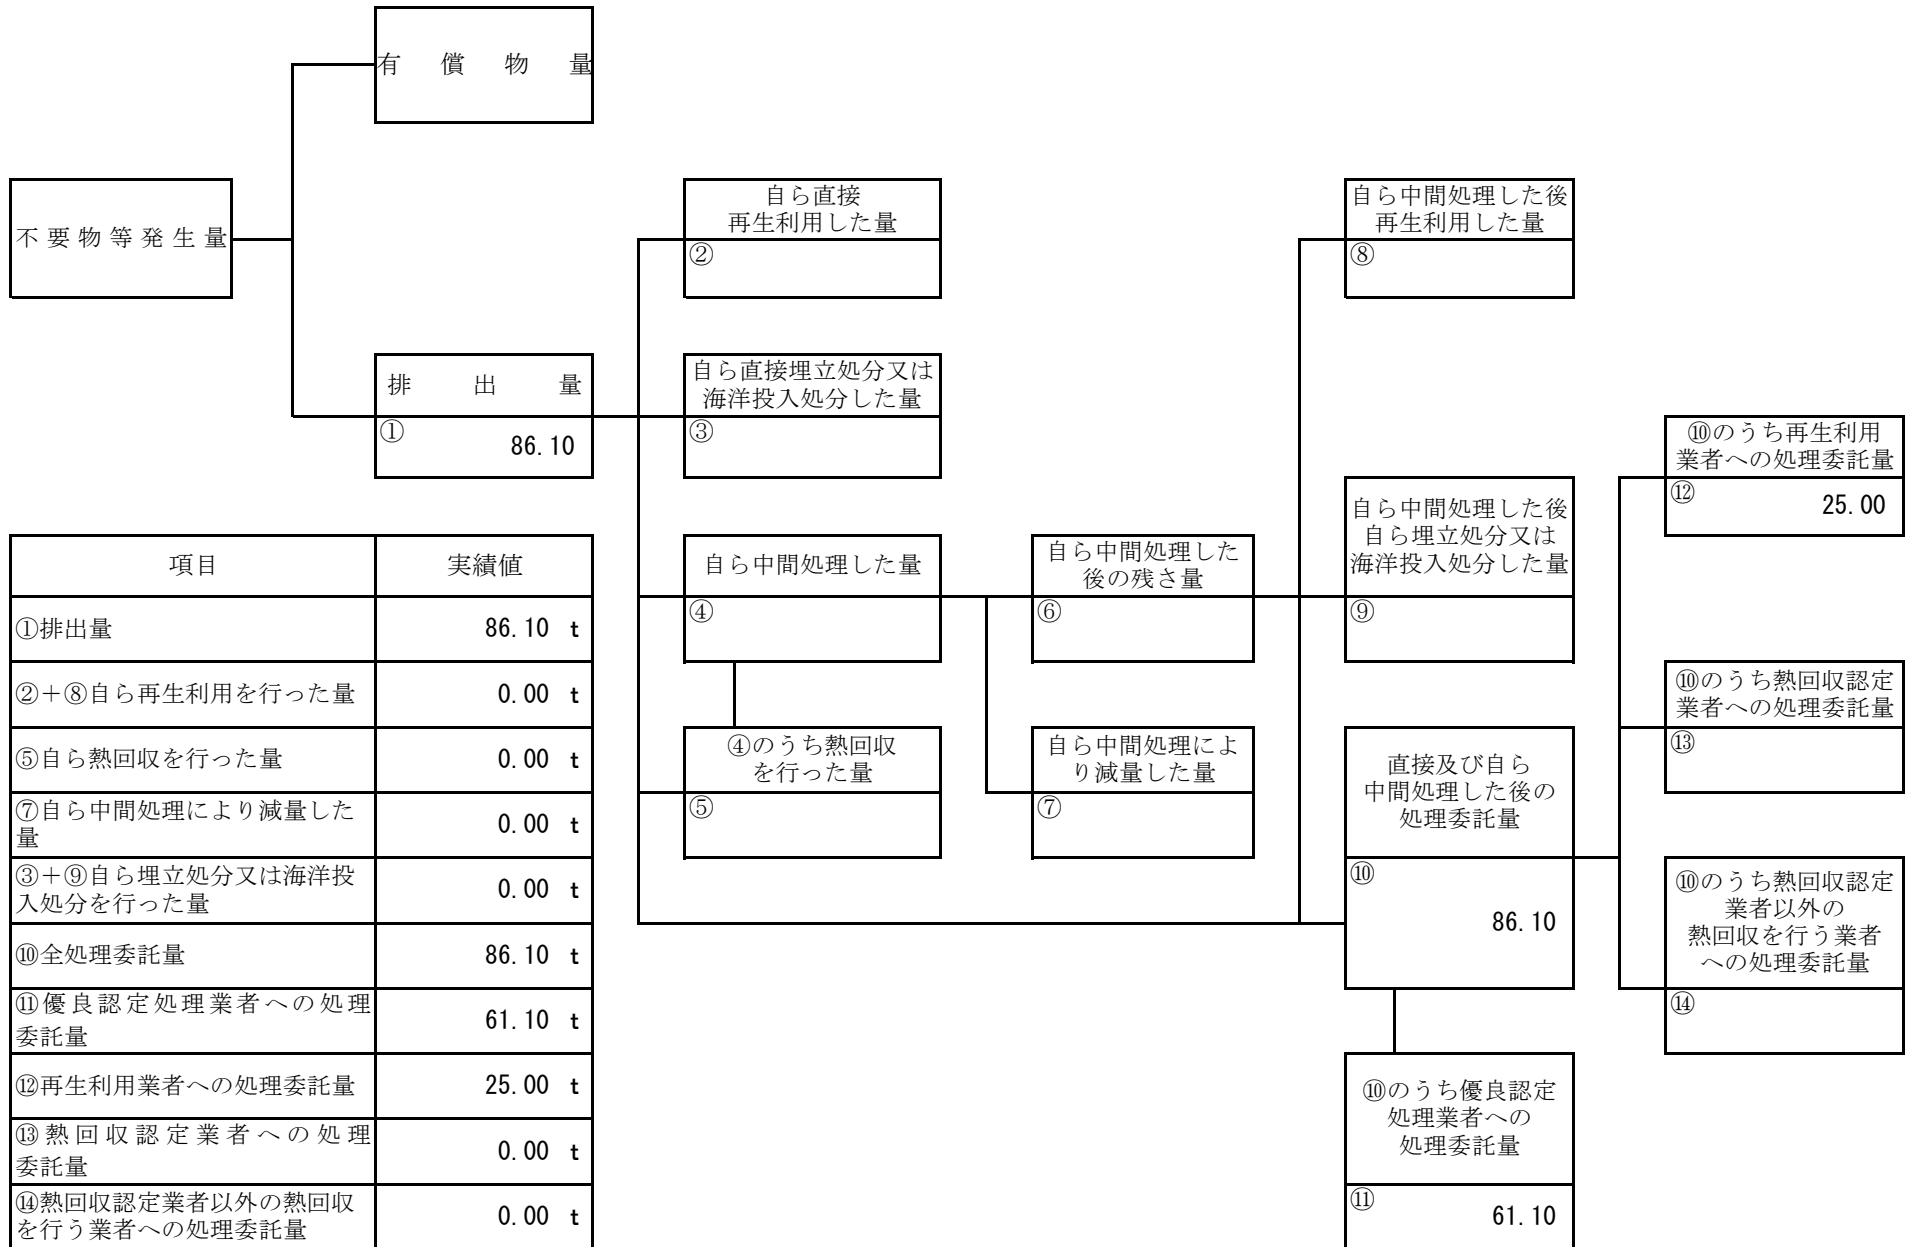 有償物量
不要物等発生量
排出量
①
86.10
自ら直接
再生利用した量
②
自ら直接埋立処分又は
海洋投入処分した量
③
自ら中間処理した量
④
④のうち熱回収
を行った量
⑤
自ら中間処理した
後の残さ量
⑥
自ら中間処理によ
り減量した量
⑦
自ら中間処理した後
再生利用した量
⑧
自ら中間処理した後
自ら埋立処分又は
海洋投入処分した量
⑨
直接及び自ら
中間処理した後の
処理委託量
⑩
86.10
⑩のうち優良認定
処理業者への
処理委託量
⑪
61.10
⑩のうち再生利用
業者への処理委託量
⑫
25.00
⑩のうち熱回収認定
業者への処理委託量
⑬
⑩のうち熱回収認定
業者以外の
熱回収を行う業者
への処理委託量
⑭
項目 実績値
①排出量 86.10 t
②＋⑧自ら再生利用を行った量 0.00 t
⑤自ら熱回収を行った量 0.00 t
⑦自ら中間処理により減量した
量 0.00 t
③＋⑨自ら埋立処分又は海洋投
入処分を行った量 0.00 t
⑩全処理委託量 86.10 t
⑪優良認定処理業者への処理
委託量 61.10 t
⑫再生利用業者への処理委託量 25.00 t
⑬熱回収認定業者への処理
委託量 0.00 t
⑭熱回収認定業者以外の熱回収
を行う業者への処理委託量 0.00 t